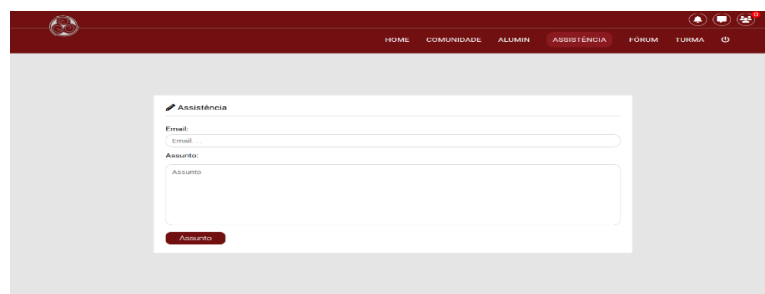 HOME COMUNIDADE ALUMIN ASSISTÊNCIA FÓRUM TURMA
Assistência
Email:
Email. . .
Assunto:
Assunto
Assunto